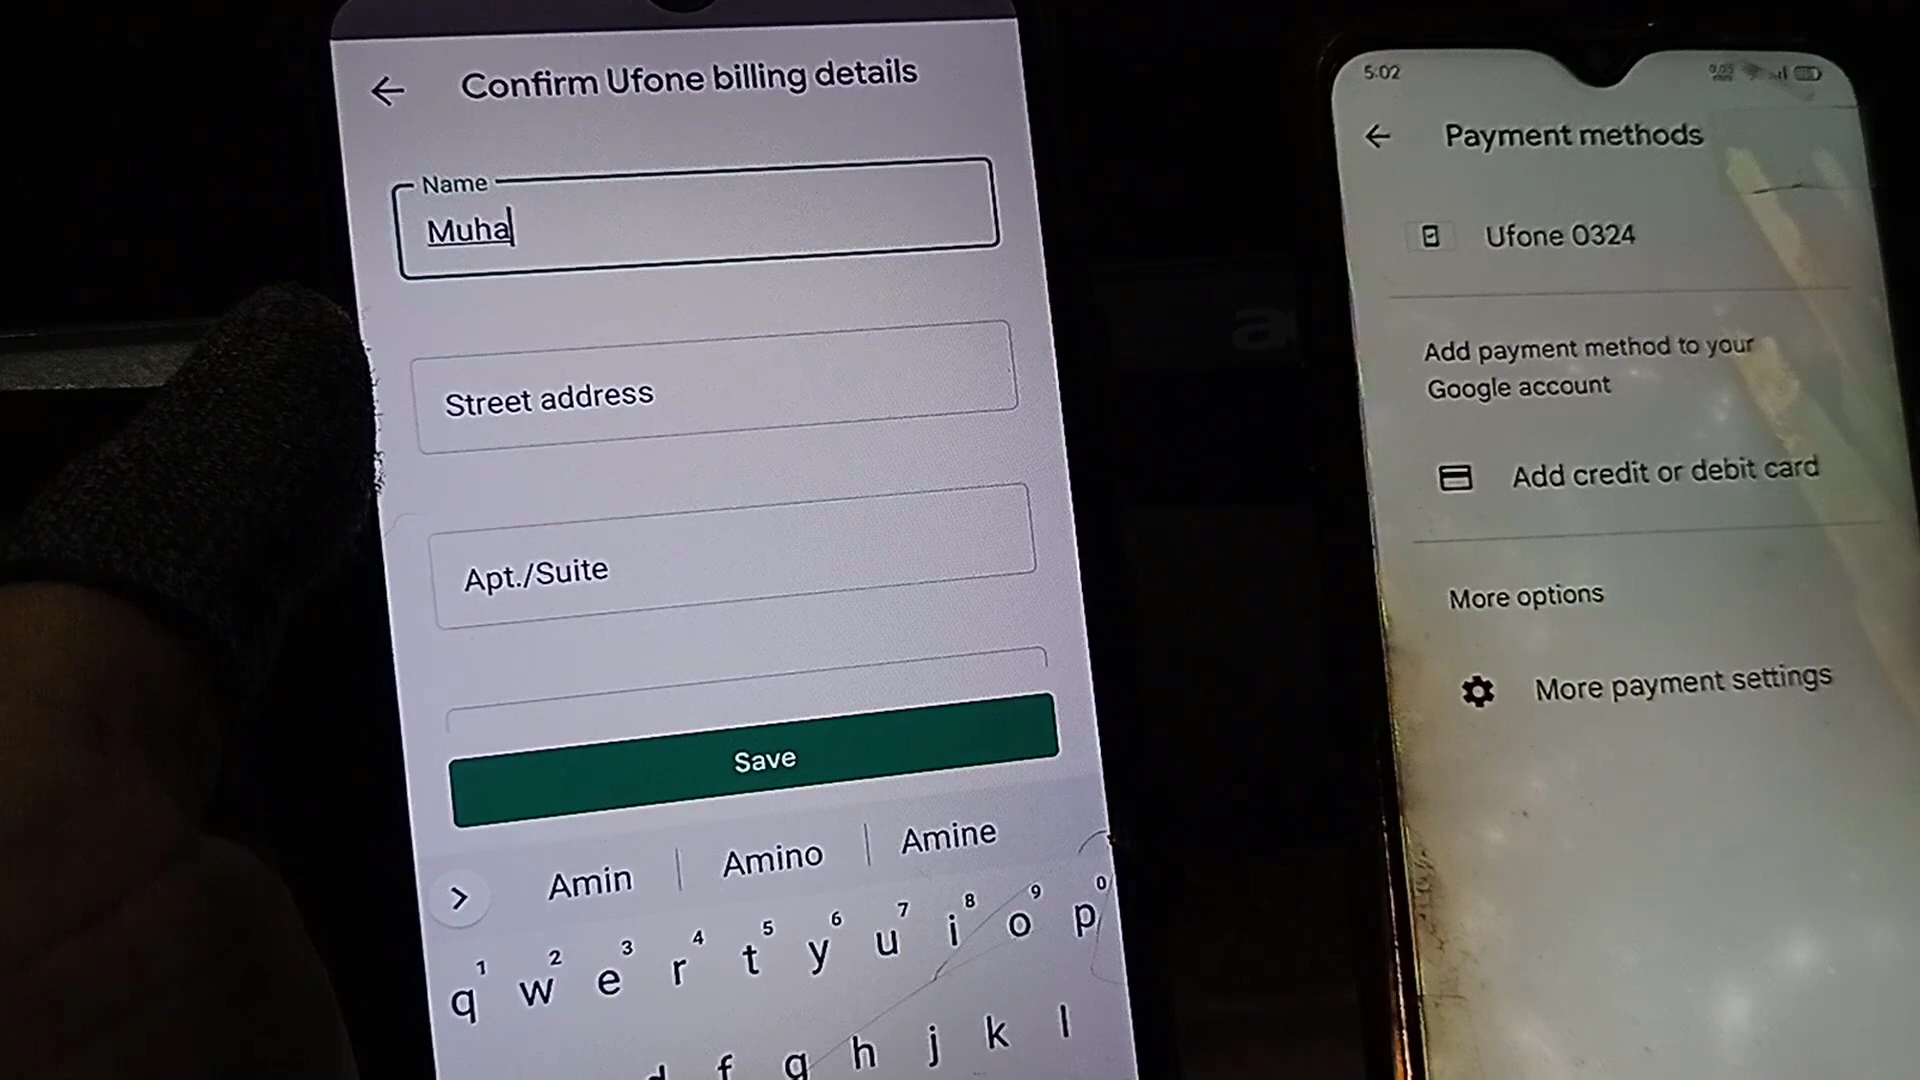 Confirm Ufone billing details
Name
Muha
Street address
Apt./Suite
Save
Amin Amino Amine
1 2 3 4 5 6 7 8 9 0
q w e r t y u i o p
f g h j k l
5:02
Payment methods
Ufone 0324
Add payment method to your
Google account
Add credit or debit card
More options
More payment settings
a